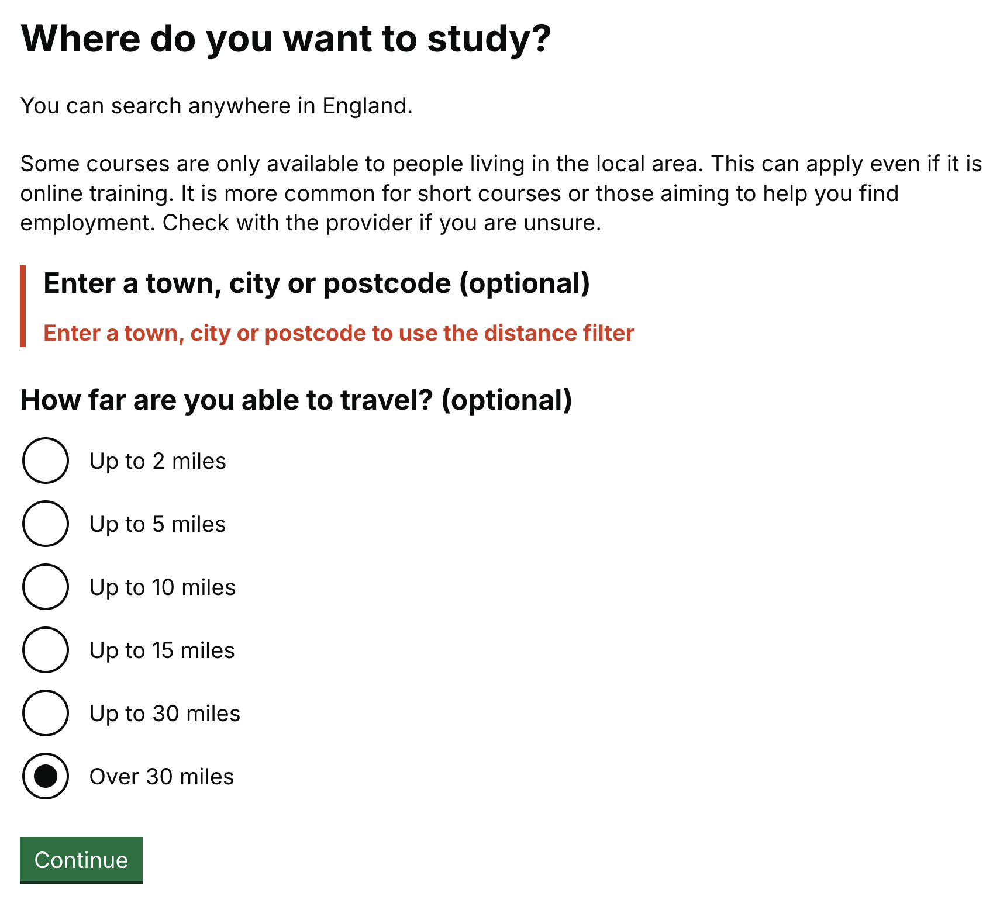 Where do you want to study?
You can search anywhere in England.
Some courses are only available to people living in the local area. This can apply even if it is
online training. It is more common for short courses or those aiming to help you find
employment. Check with the provider if you are unsure.
Enter a town, city or postcode (optional)
Enter a town, city or postcode to use the distance filter
How far are you able to travel? (optional)
Up to 2 miles
Up to 5 miles
Up to 10 miles
Up to 15 miles
Up to 30 miles
Over 30 miles
Continue